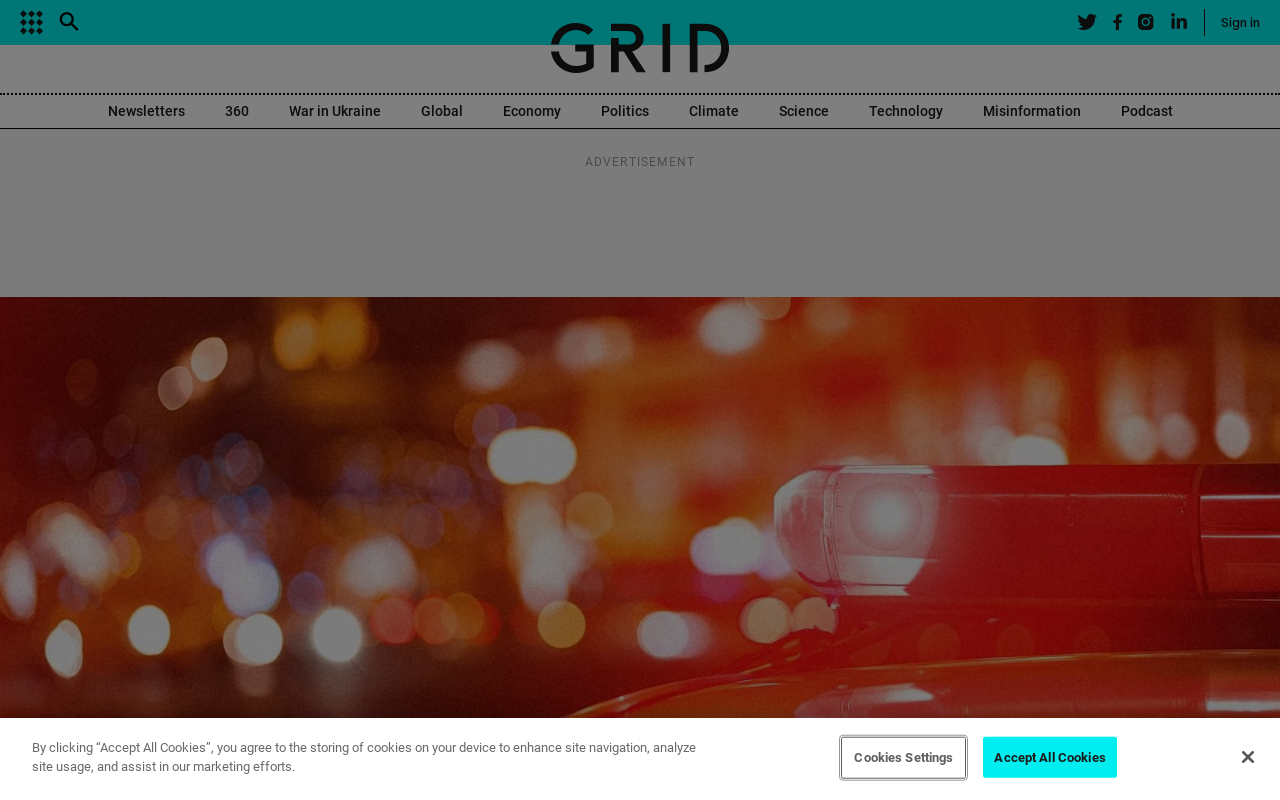 Sign in
GRID
Newsletters 360 War in Ukraine Global Economy Politics Climate Science Technology Misinformation Podcast
ADVERTISEMENT
By clicking “Accept All Cookies”, you agree to the storing of cookies on your device to enhance site navigation, analyze
site usage, and assist in our marketing efforts.
Cookies Settings
Accept All Cookies